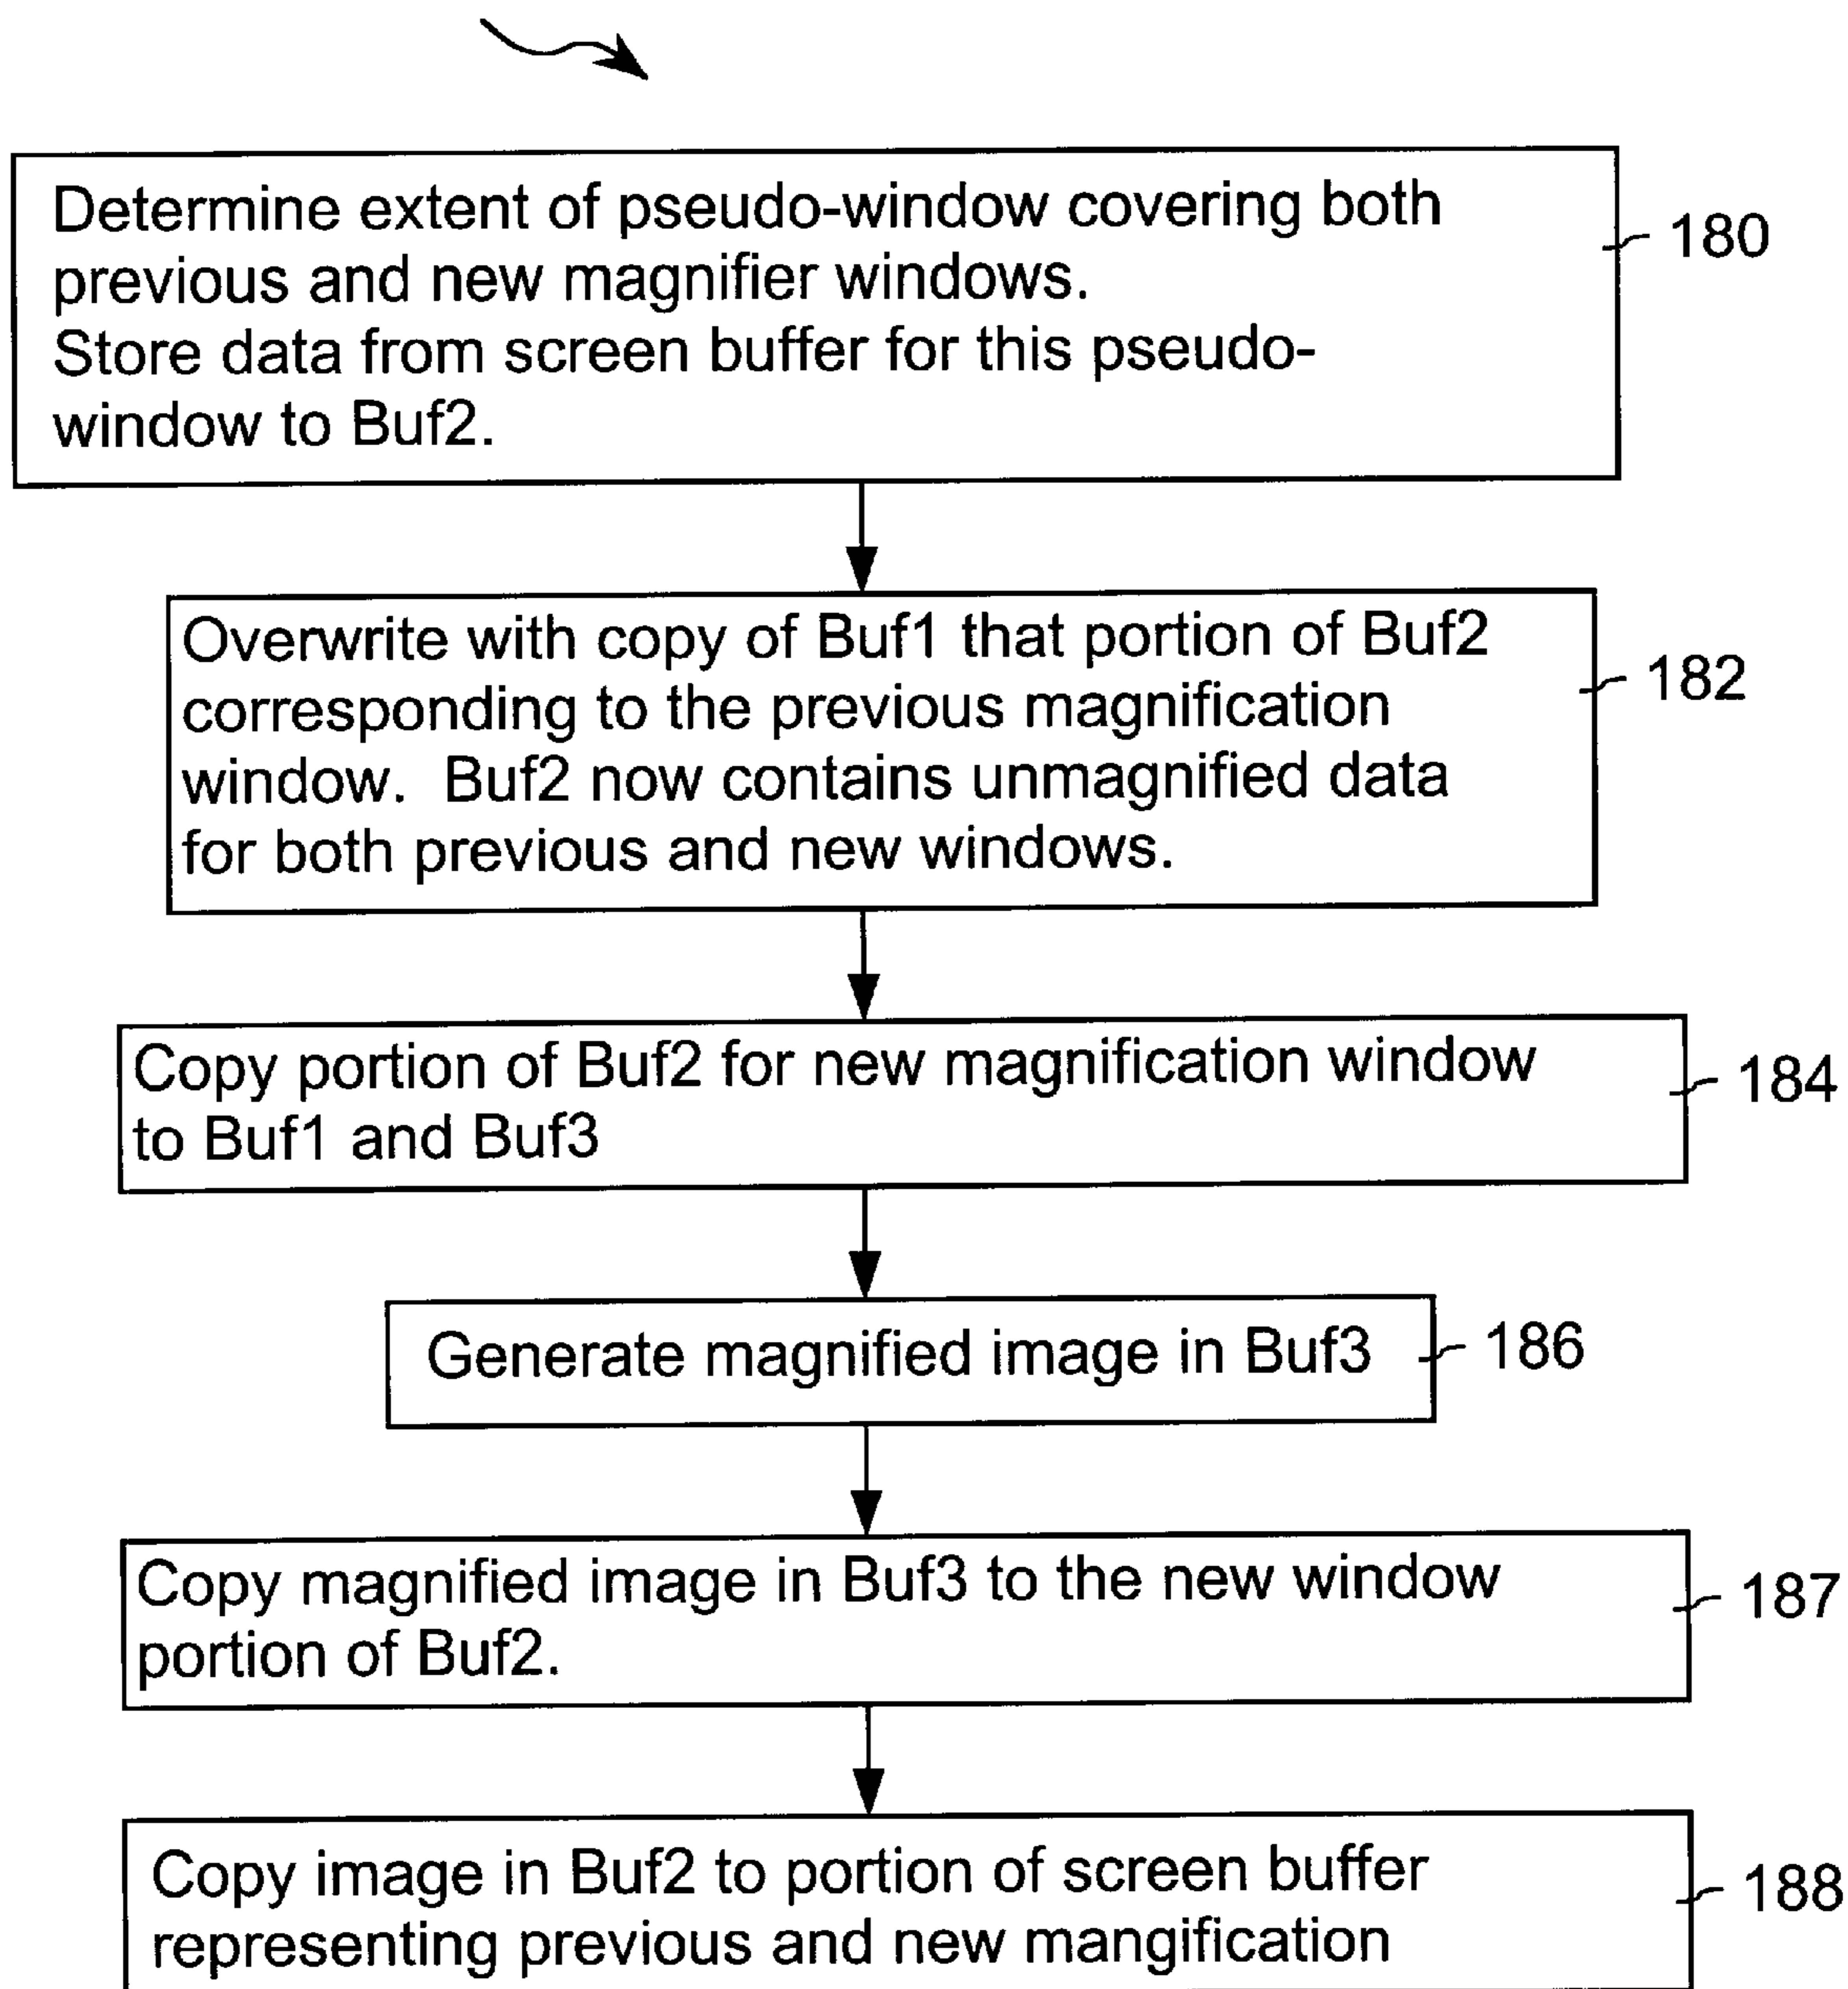 Determine extent of pseudo-window covering both
previous and new magnifier windows.
Store data from screen buffer for this pseudo-
window to Buf2.
180
Overwrite with copy of Buf1 that portion of Buf2
corresponding to the previous magnification
window.  Buf2 now contains unmagnified data
for both previous and new windows.
182
Copy portion of Buf2 for new magnification window
to Buf1 and Buf3
184
Generate magnified image in Buf3
186
Copy magnified image in Buf3 to the new window
portion of Buf2.
187
Copy image in Buf2 to portion of screen buffer
representing previous and new mangification
188